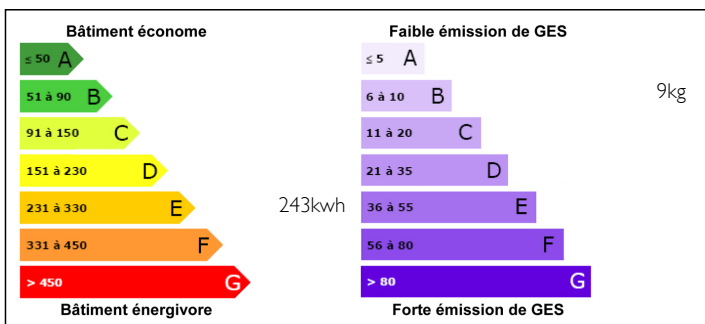 Bâtiment économe
≤ 50 A
51 à 90 B
91 à 150 C
151 à 230 D
231 à 330 E
243kwh
331 à 450 F
> 450 G
Bâtiment énergivore
Faible émission de GES
≤ 5 A
6 à 10 B
9kg
11 à 20 C
21 à 35 D
36 à 55 E
56 à 80 F
> 80 G
Forte émission de GES